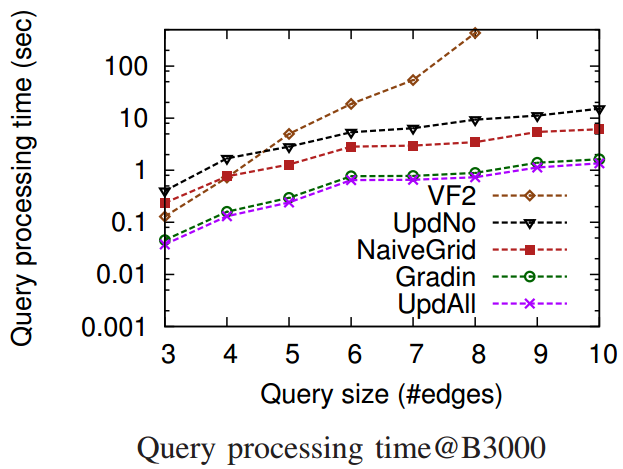 Query processing time (sec)
100
10
1
0.1
0.01
0.001
VF2
UpdNo
NaiveGrid
Gradin
UpdAll
3 4 5 6 7 8 9 10
Query size (#edges)
Query processing time@B3000